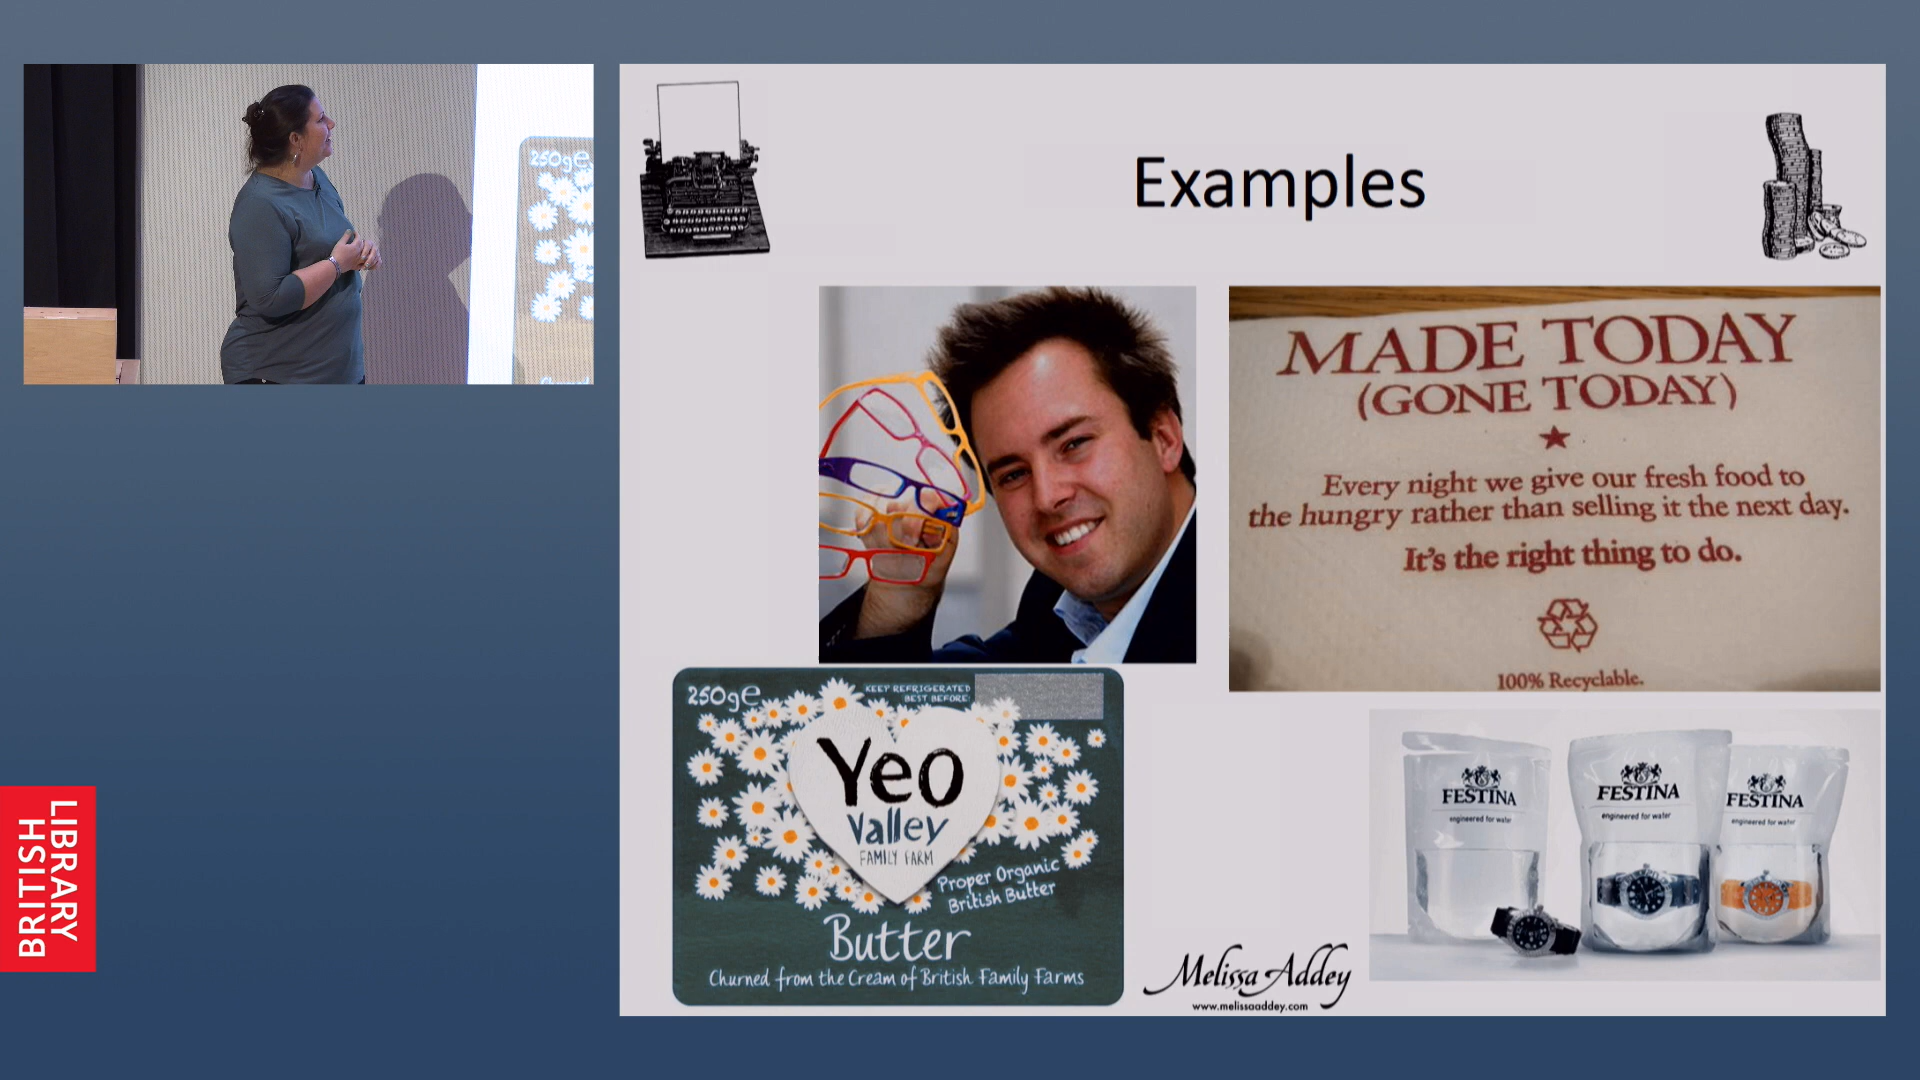 250g℮
Examples
MADE TODAY
(GONE TODAY)
Every night we give our fresh food to
the hungry rather than selling it the next day.
It's the right thing to do.
100% Recyclable.
250g℮
KEEP REFRIGERATED
BEST BEFORE:
Yeo
Valley
FAMILY FARM
Proper Organic
British Butter
Butter
Churned from the Cream of British Family Farms
FESTINA
engineered for water
FESTINA
engineered for water
FESTINA
engineered for water
Melissa Addey
www.melissaaddey.com
BRITISH
LIBRARY